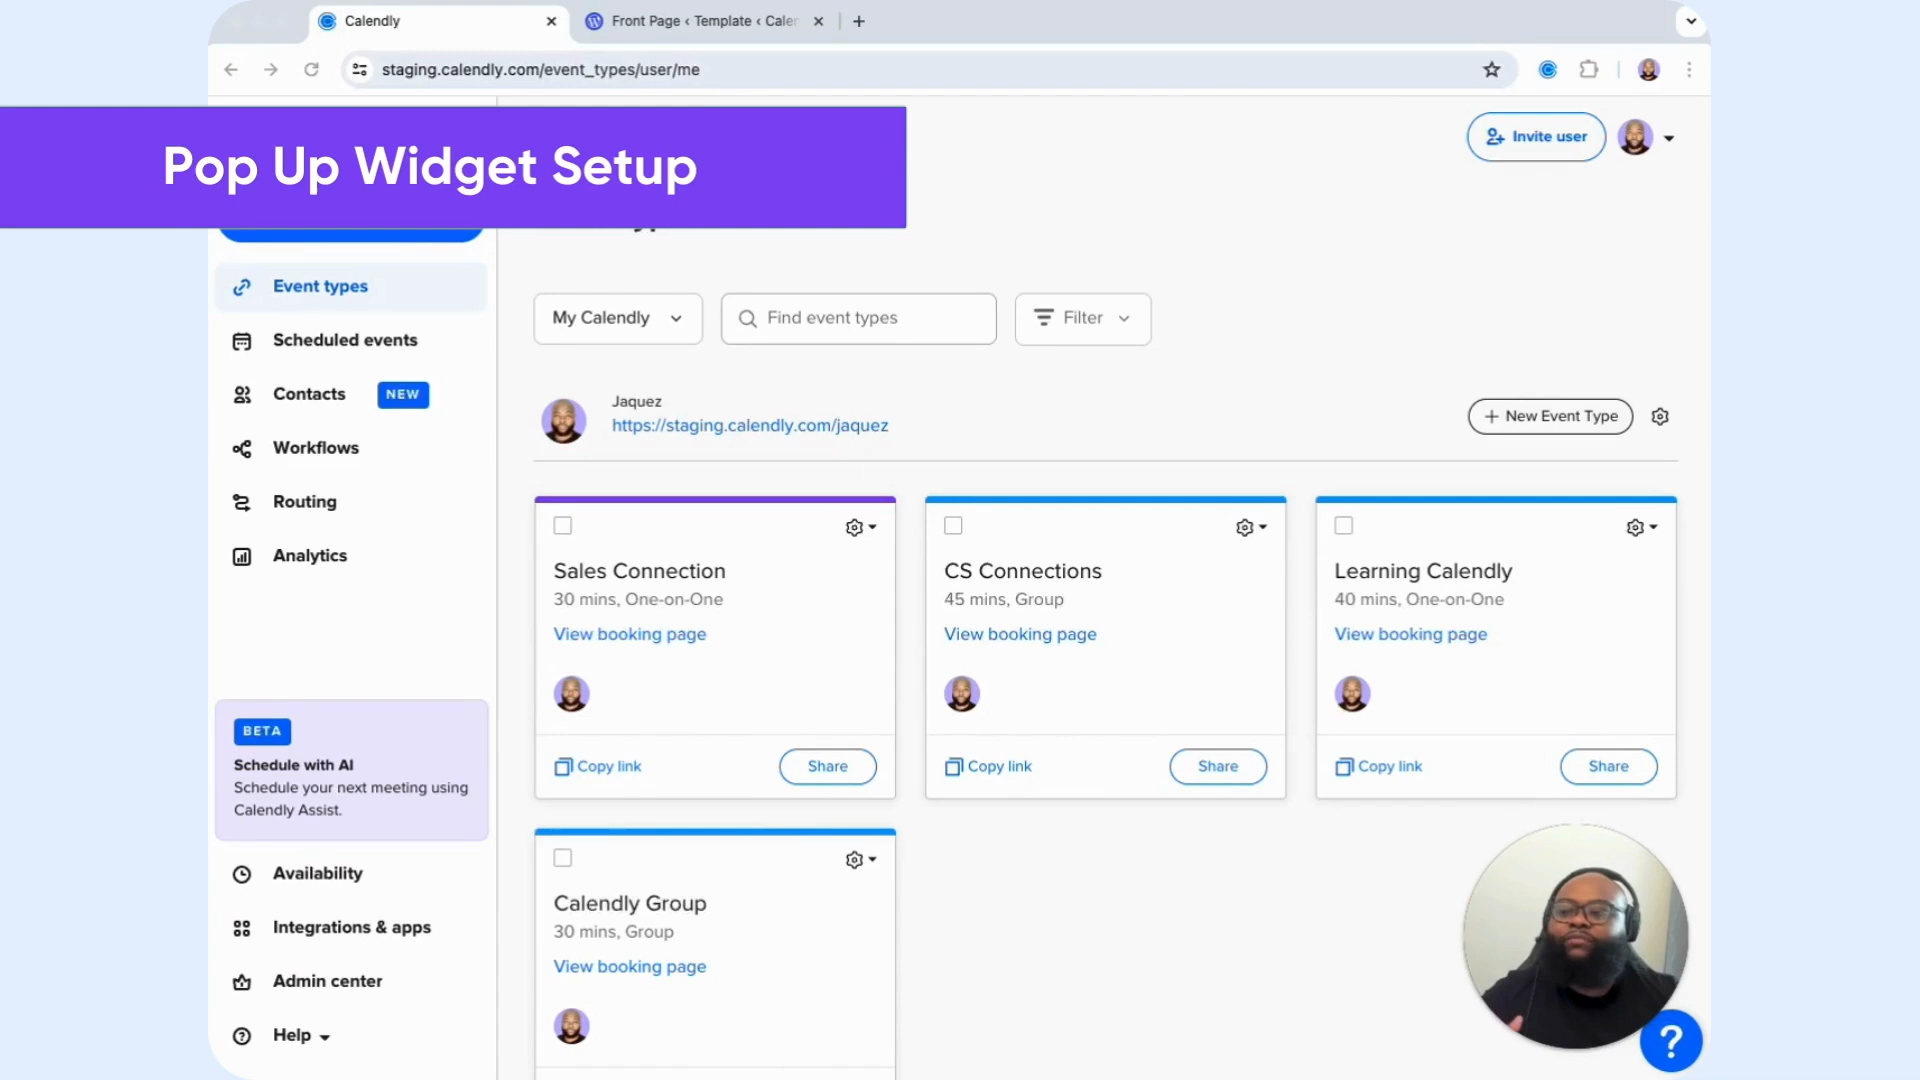 Calendly
Front Page ‹ Template ‹ Calen
staging.calendly.com/event_types/user/me
Invite user
Pop Up Widget Setup
Event types
Scheduled events
Contacts
NEW
Workflows
Routing
Analytics
BETA
Schedule with AI
Schedule your next meeting using
Calendly Assist.
Availability
Integrations & apps
Admin center
Help
My Calendly
Find event types
Filter
Jaquez
https://staging.calendly.com/jaquez
+ New Event Type
Sales Connection
30 mins, One-on-One
View booking page
Copy link
Share
CS Connections
45 mins, Group
View booking page
Copy link
Share
Learning Calendly
40 mins, One-on-One
View booking page
Copy link
Share
Calendly Group
30 mins, Group
View booking page
?